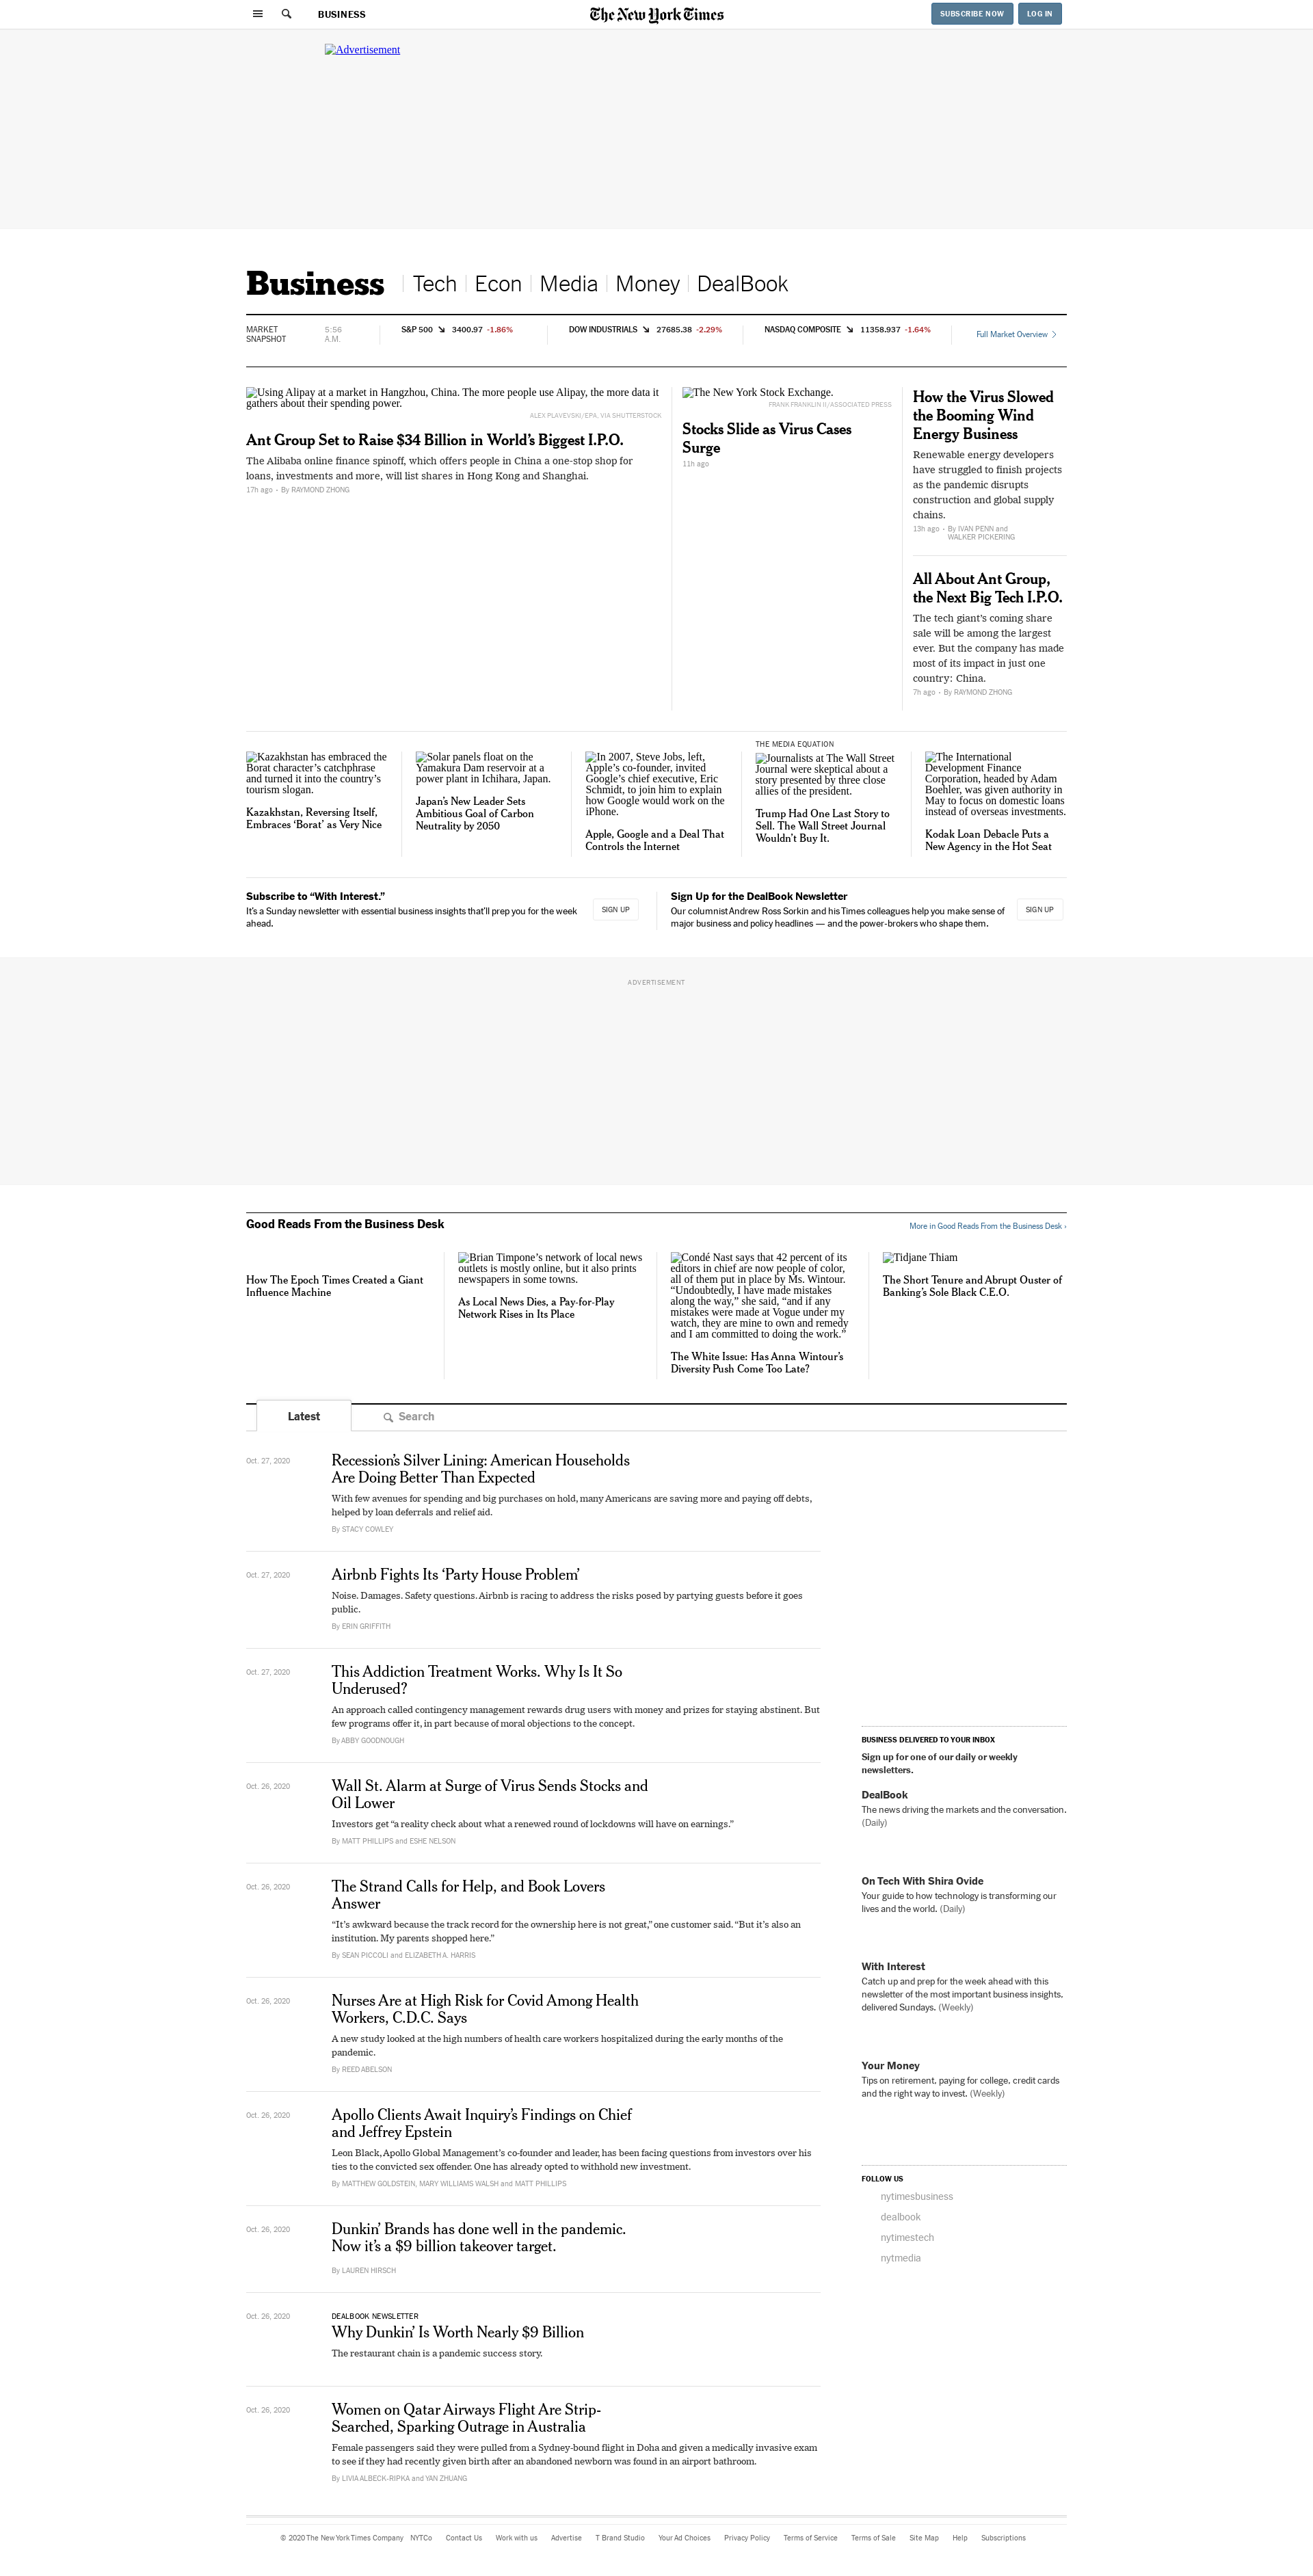 BUSINESS
The New York Times
SUBSCRIBE NOW
LOG IN
Advertisement
Business
Tech
Econ
Media
Money
DealBook
MARKET
SNAPSHOT
5:56
A.M.
S&P 500 3400.97 -1.86%
DOW INDUSTRIALS 27685.38 -2.29%
NASDAQ COMPOSITE 11358.937 -1.64%
Full Market Overview
Using Alipay at a market in Hangzhou, China. The more people use Alipay, the more data it
gathers about their spending power.
ALEX PLAVEVSKI/EPA, VIA SHUTTERSTOCK
Ant Group Set to Raise $34 Billion in World’s Biggest I.P.O.
The Alibaba online finance spinoff, which offers people in China a one-stop shop for
loans, investments and more, will list shares in Hong Kong and Shanghai.
17h ago · By RAYMOND ZHONG
The New York Stock Exchange.
FRANK FRANKLIN II/ASSOCIATED PRESS
Stocks Slide as Virus Cases
Surge
11h ago
How the Virus Slowed
the Booming Wind
Energy Business
Renewable energy developers
have struggled to finish projects
as the pandemic disrupts
construction and global supply
chains.
13h ago · By IVAN PENN and
WALKER PICKERING
All About Ant Group,
the Next Big Tech I.P.O.
The tech giant’s coming share
sale will be among the largest
ever. But the company has made
most of its impact in just one
country: China.
7h ago · By RAYMOND ZHONG
Kazakhstan has embraced the
Borat character’s catchphrase
and turned it into the country’s
tourism slogan.
Kazakhstan, Reversing Itself,
Embraces ‘Borat’ as Very Nice
Solar panels float on the
Yamakura Dam reservoir at a
power plant in Ichihara, Japan.
Japan’s New Leader Sets
Ambitious Goal of Carbon
Neutrality by 2050
In 2007, Steve Jobs, left,
Apple’s co-founder, invited
Google’s chief executive, Eric
Schmidt, to join him to explain
how Google would work on the
iPhone.
Apple, Google and a Deal That
Controls the Internet
THE MEDIA EQUATION
Journalists at The Wall Street
Journal were skeptical about a
story presented by three close
allies of the president.
Trump Had One Last Story to
Sell. The Wall Street Journal
Wouldn’t Buy It.
The International
Development Finance
Corporation, headed by Adam
Boehler, was given authority in
May to focus on domestic loans
instead of overseas investments.
Kodak Loan Debacle Puts a
New Agency in the Hot Seat
Subscribe to “With Interest.”
It’s a Sunday newsletter with essential business insights that’ll prep you for the week
ahead.
SIGN UP
Sign Up for the DealBook Newsletter
Our columnist Andrew Ross Sorkin and his Times colleagues help you make sense of
major business and policy headlines — and the power-brokers who shape them.
SIGN UP
ADVERTISEMENT
Good Reads From the Business Desk
More in Good Reads From the Business Desk ›
How The Epoch Times Created a Giant
Influence Machine
Brian Timpone’s network of local news
outlets is mostly online, but it also prints
newspapers in some towns.
As Local News Dies, a Pay-for-Play
Network Rises in Its Place
Condé Nast says that 42 percent of its
editors in chief are now people of color,
all of them put in place by Ms. Wintour.
“Undoubtedly, I have made mistakes
along the way,” she said, “and if any
mistakes were made at Vogue under my
watch, they are mine to own and remedy
and I am committed to doing the work.”
The White Issue: Has Anna Wintour’s
Diversity Push Come Too Late?
Tidjane Thiam
The Short Tenure and Abrupt Ouster of
Banking’s Sole Black C.E.O.
Latest
Search
Oct. 27, 2020
Recession’s Silver Lining: American Households
Are Doing Better Than Expected
With few avenues for spending and big purchases on hold, many Americans are saving more and paying off debts,
helped by loan deferrals and relief aid.
By STACY COWLEY
Oct. 27, 2020
Airbnb Fights Its ‘Party House Problem’
Noise. Damages. Safety questions. Airbnb is racing to address the risks posed by partying guests before it goes
public.
By ERIN GRIFFITH
Oct. 27, 2020
This Addiction Treatment Works. Why Is It So
Underused?
An approach called contingency management rewards drug users with money and prizes for staying abstinent. But
few programs offer it, in part because of moral objections to the concept.
By ABBY GOODNOUGH
Oct. 26, 2020
Wall St. Alarm at Surge of Virus Sends Stocks and
Oil Lower
Investors get “a reality check about what a renewed round of lockdowns will have on earnings.”
By MATT PHILLIPS and ESHE NELSON
Oct. 26, 2020
The Strand Calls for Help, and Book Lovers
Answer
“It’s awkward because the track record for the ownership here is not great,” one customer said. “But it’s also an
institution. My parents shopped here.”
By SEAN PICCOLI and ELIZABETH A. HARRIS
Oct. 26, 2020
Nurses Are at High Risk for Covid Among Health
Workers, C.D.C. Says
A new study looked at the high numbers of health care workers hospitalized during the early months of the
pandemic.
By REED ABELSON
Oct. 26, 2020
Apollo Clients Await Inquiry’s Findings on Chief
and Jeffrey Epstein
Leon Black, Apollo Global Management’s co-founder and leader, has been facing questions from investors over his
ties to the convicted sex offender. One has already opted to withhold new investment.
By MATTHEW GOLDSTEIN, MARY WILLIAMS WALSH and MATT PHILLIPS
Oct. 26, 2020
Dunkin’ Brands has done well in the pandemic.
Now it’s a $9 billion takeover target.
By LAUREN HIRSCH
Oct. 26, 2020
DEALBOOK NEWSLETTER
Why Dunkin’ Is Worth Nearly $9 Billion
The restaurant chain is a pandemic success story.
Oct. 26, 2020
Women on Qatar Airways Flight Are Strip-
Searched, Sparking Outrage in Australia
Female passengers said they were pulled from a Sydney-bound flight in Doha and given a medically invasive exam
to see if they had recently given birth after an abandoned newborn was found in an airport bathroom.
By LIVIA ALBECK-RIPKA and YAN ZHUANG
BUSINESS DELIVERED TO YOUR INBOX
Sign up for one of our daily or weekly
newsletters.
DealBook
The news driving the markets and the conversation.
(Daily)
On Tech With Shira Ovide
Your guide to how technology is transforming our
lives and the world. (Daily)
With Interest
Catch up and prep for the week ahead with this
newsletter of the most important business insights,
delivered Sundays. (Weekly)
Your Money
Tips on retirement, paying for college, credit cards
and the right way to invest. (Weekly)
FOLLOW US
nytimesbusiness
dealbook
nytimestech
nytmedia
© 2020 The New York Times Company NYTCo Contact Us Work with us Advertise T Brand Studio Your Ad Choices Privacy Policy Terms of Service Terms of Sale Site Map Help Subscriptions